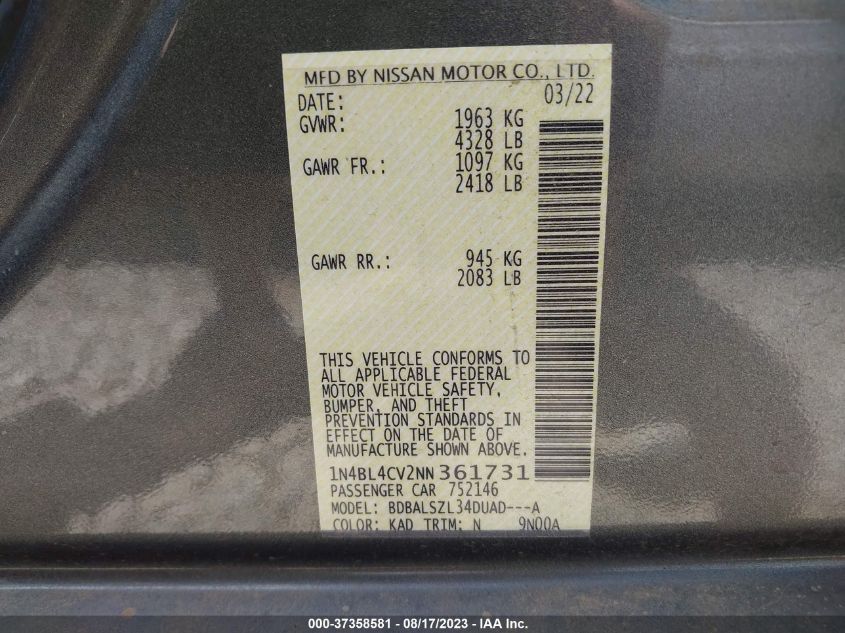 MFD BY NISSAN MOTOR CO., LTD.
DATE: 03/22
GVWR: 1963 KG
4328 LB
GAWR FR.: 1097 KG
2418 LB
GAWR RR.: 945 KG
2083 LB
THIS VEHICLE CONFORMS TO
ALL APPLICABLE FEDERAL
MOTOR VEHICLE SAFETY,
BUMPER, AND THEFT
PREVENTION STANDARDS IN
EFFECT ON THE DATE OF
MANUFACTURE SHOWN ABOVE.
1N4BL4CV2NN361731
PASSENGER CAR 752146
MODEL: BDBALSZL34DUAD---A
COLOR: KAD TRIM: N 9N00A
000-37358581 - 08/17/2023 - IAA Inc.